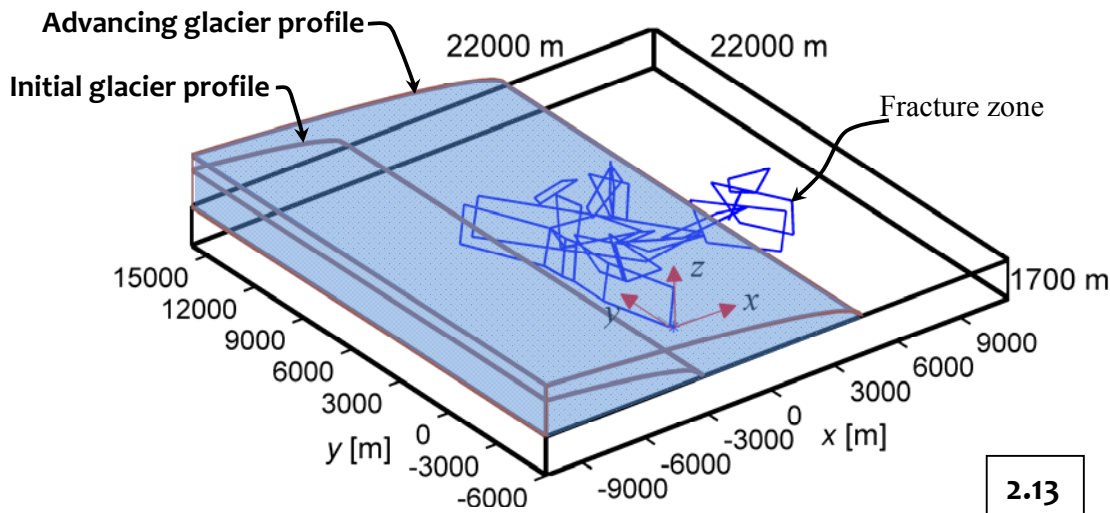 Advancing glacier profile
Initial glacier profile
22000 m
22000 m
Fracture zone
z
x
y
1700 m
15000
12000
9000
6000
3000
0
-3000
-6000
y [m]
9000
6000
3000
0
-3000
-6000
-9000
x [m]
2.13